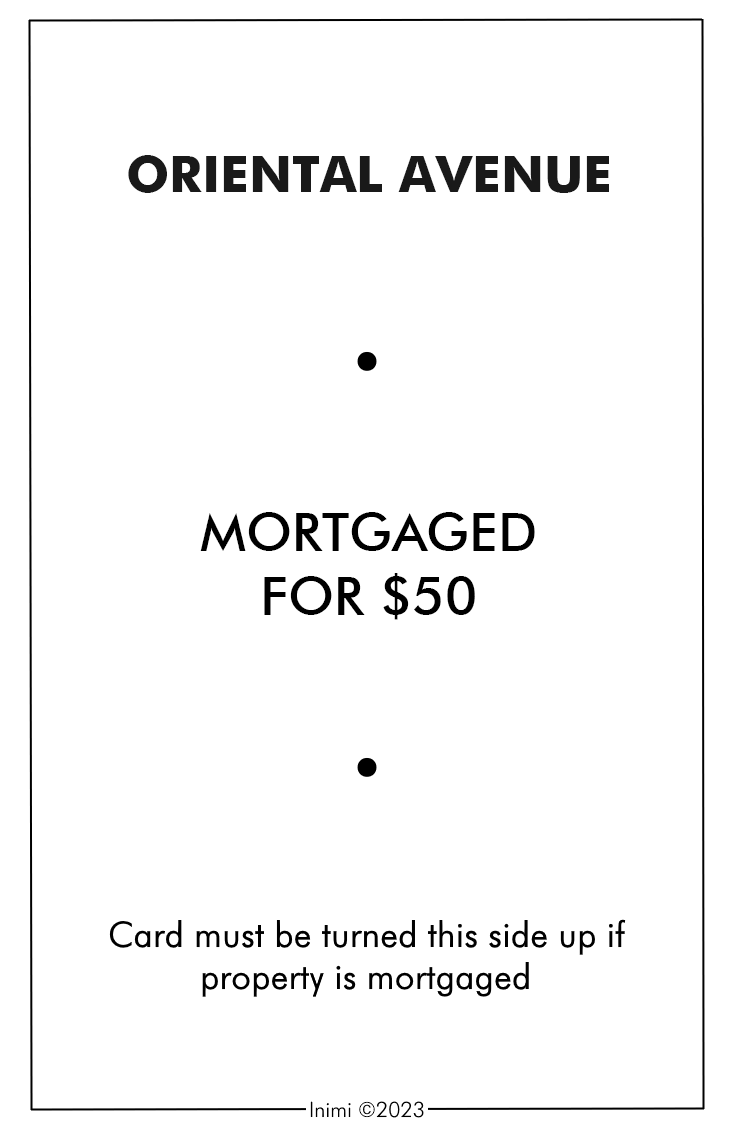 ORIENTAL AVENUE
MORTGAGED
FOR $50
Card must be turned this side up if
property is mortgaged
Inimi ©2023